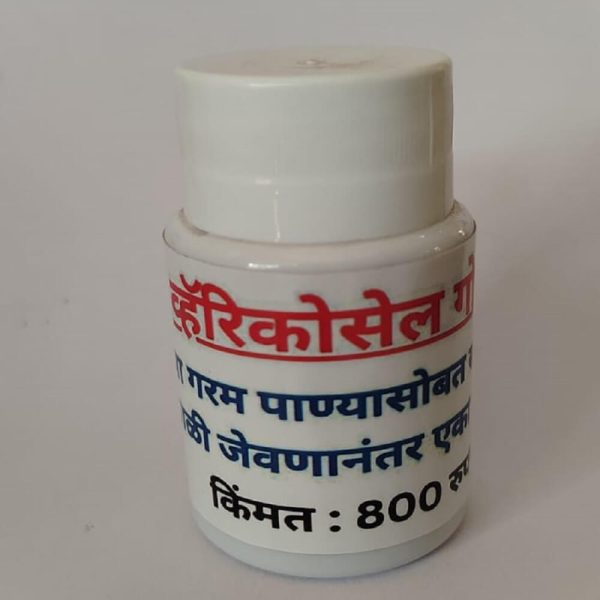 व्हॅरिकोसेल
गरम पाण्यासोबत
जेवणानंतर
किंमत : 800